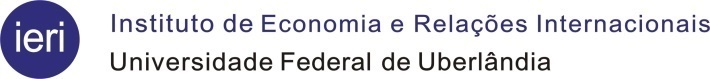 ieri
Instituto de Economia e Relações Internacionais
Universidade Federal de Uberlândia